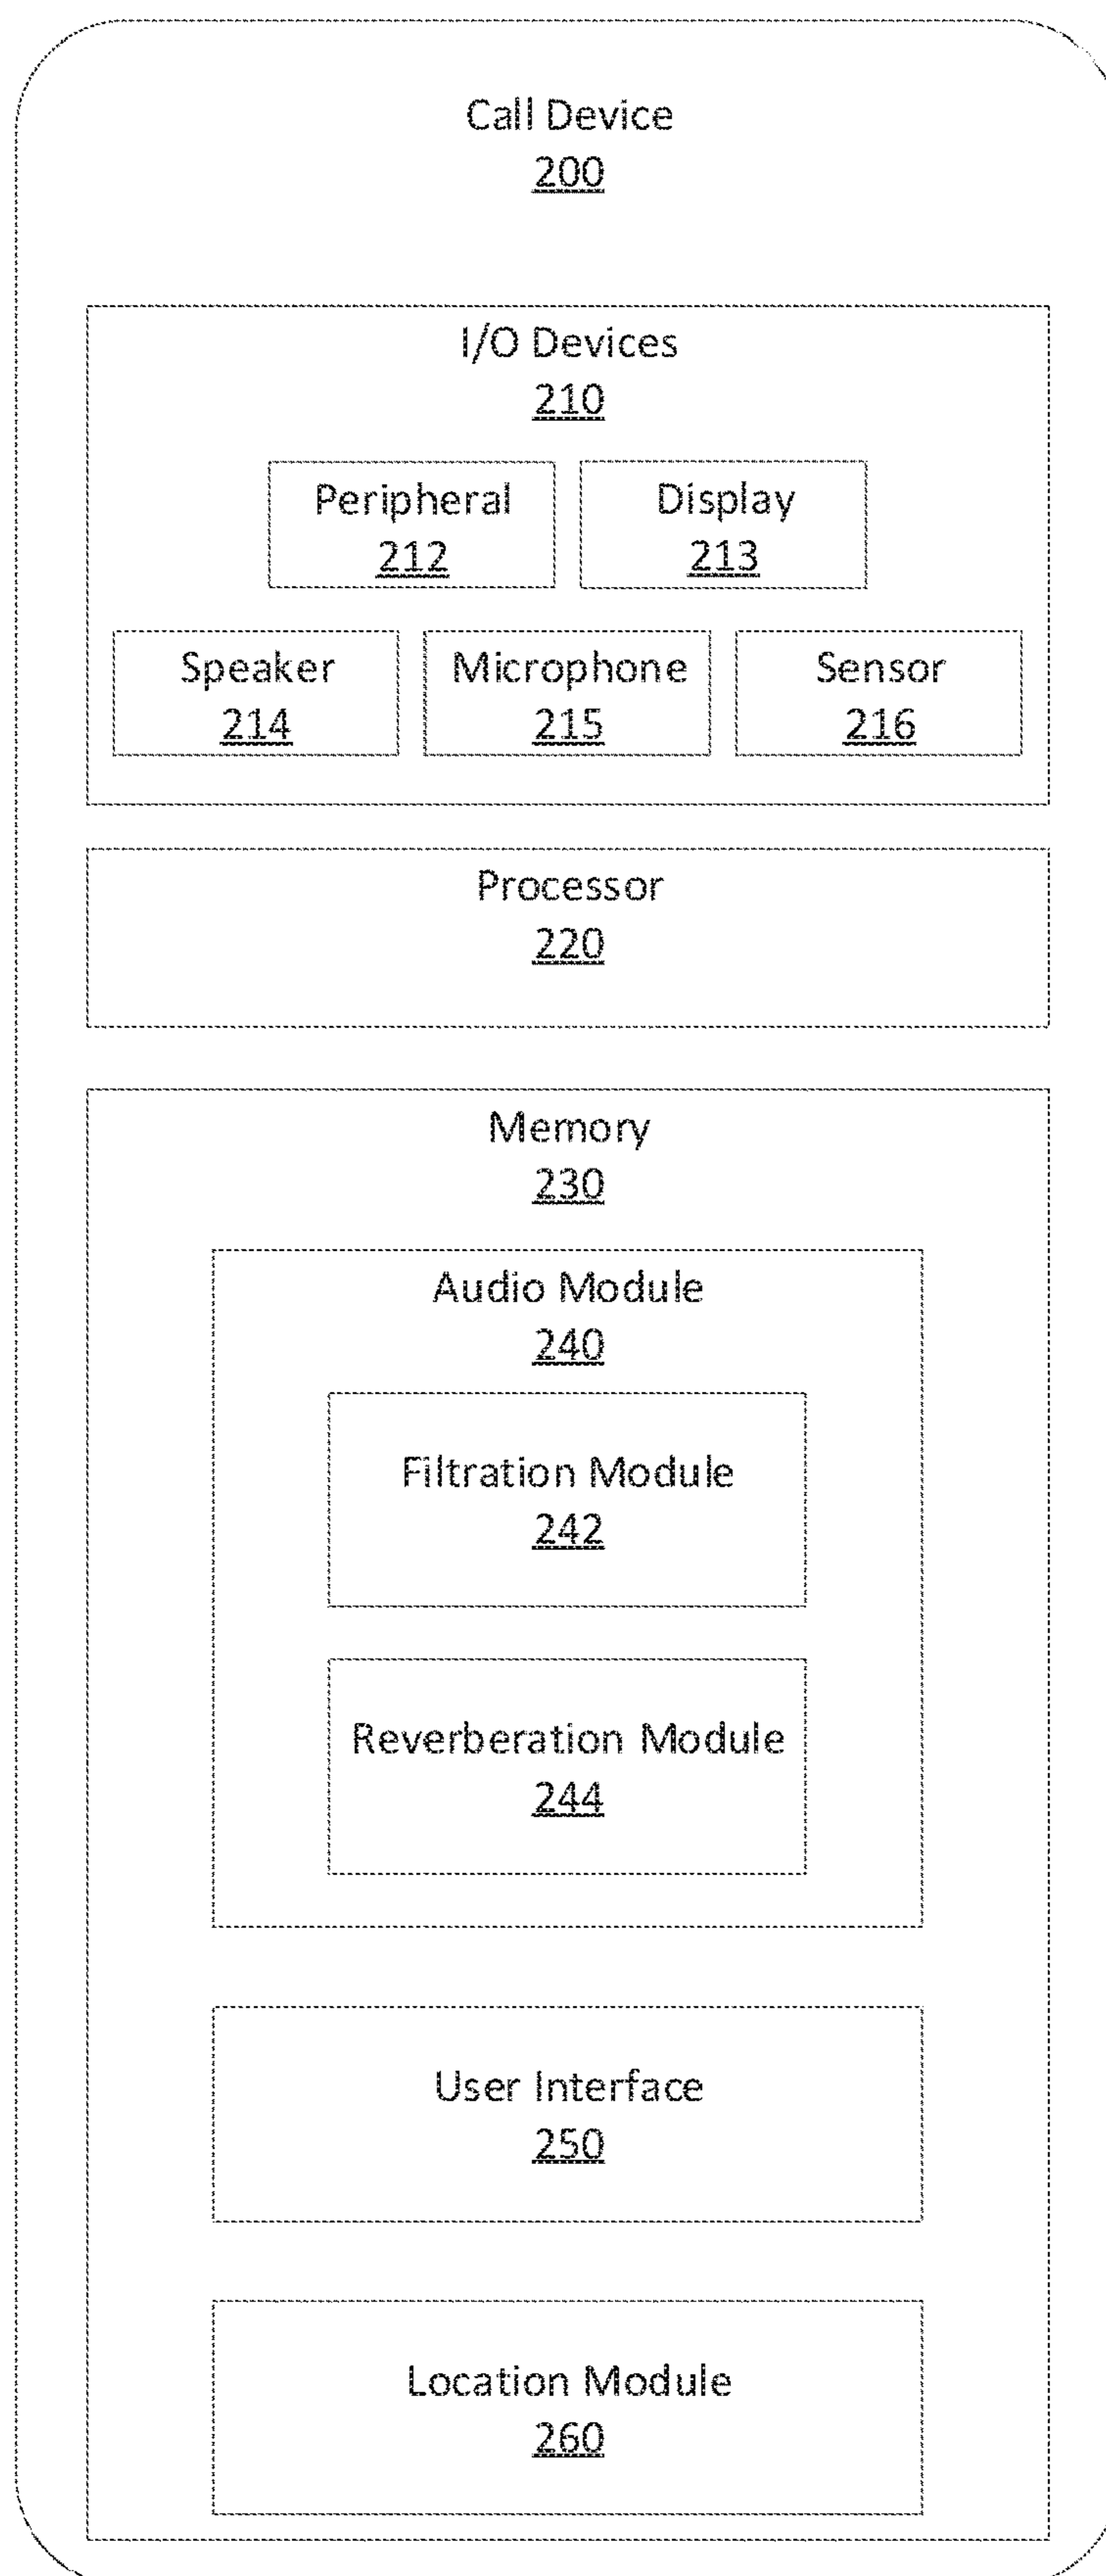 Call Device
200
I/O Devices
210
Peripheral
212
Display
213
Speaker
214
Microphone
215
Sensor
216
Processor
220
Memory
230
Audio Module
240
Filtration Module
242
Reverberation Module
244
User Interface
250
Location Module
260